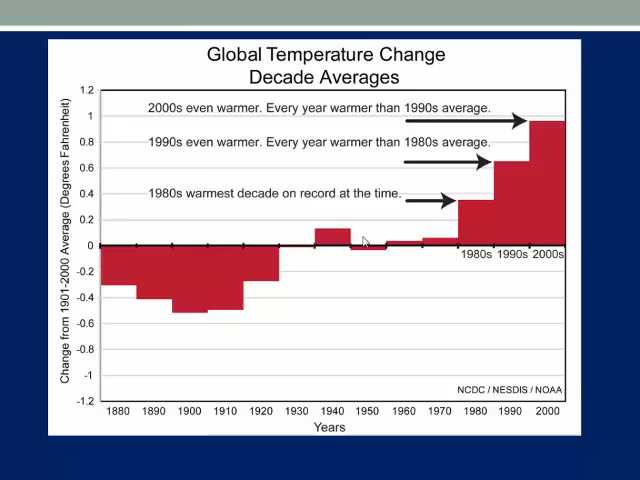 Global Temperature Change
Decade Averages
Change from 1901-2000 Average (Degrees Fahrenheit)
1.2
1
0.8
0.6
0.4
0.2
0
-0.2
-0.4
-0.6
-0.8
-1
-1.2
2000s even warmer. Every year warmer than 1990s average.
1990s even warmer. Every year warmer than 1980s average.
1980s warmest decade on record at the time.
1980s 1990s 2000s
NCDC / NESDIS / NOAA
1880 1890 1900 1910 1920 1930 1940 1950 1960 1970 1980 1990 2000
Years